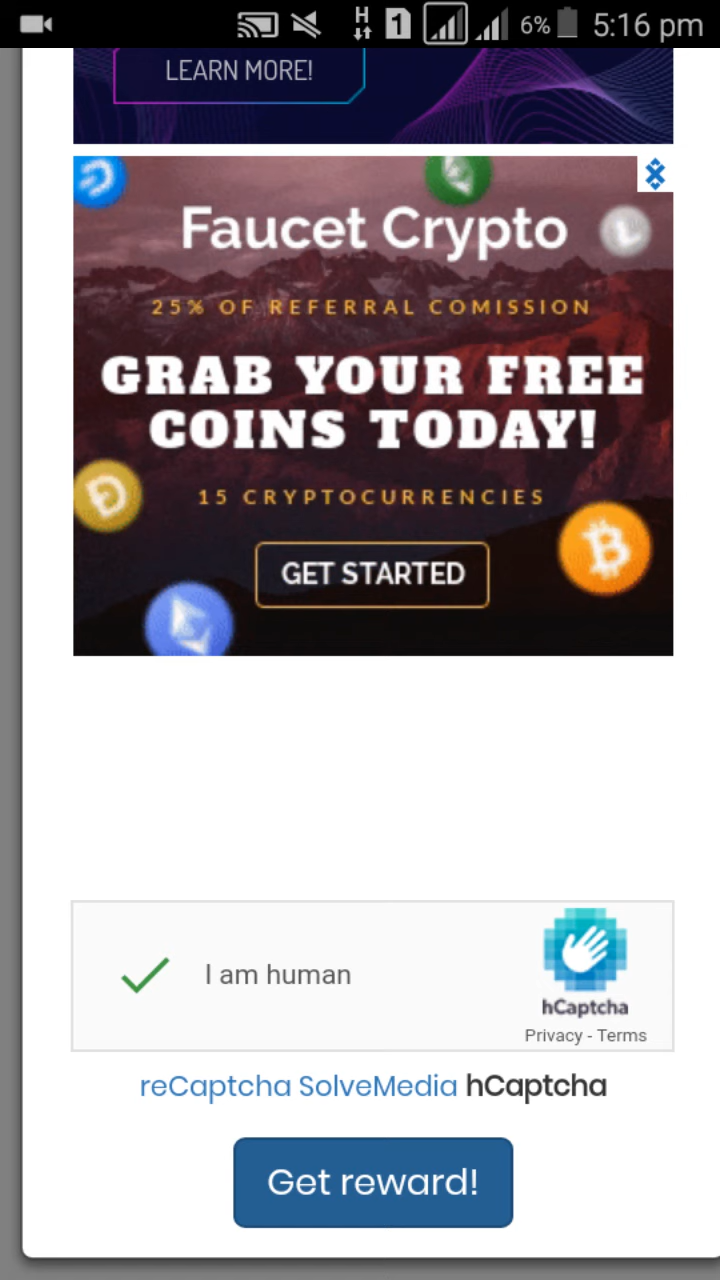 H 1 6% 5:16 pm
LEARN MORE!
Faucet Crypto
25% OF REFERRAL COMISSION
GRAB YOUR FREE
COINS TODAY!
15 CRYPTOCURRENCIES
GET STARTED
I am human
hCaptcha
Privacy - Terms
reCaptcha SolveMedia hCaptcha
Get reward!